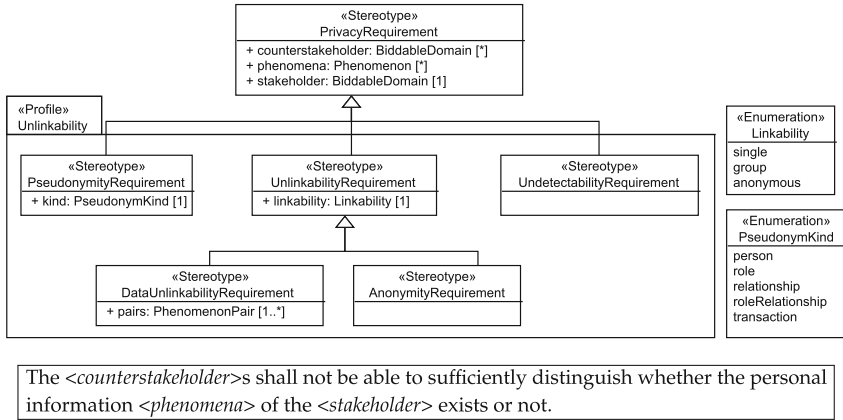 «Stereotype»
PrivacyRequirement
+ counterstakeholder: BiddableDomain [*]
+ phenomena: Phenomenon [*]
+ stakeholder: BiddableDomain [1]
«Profile»
Unlinkability
«Stereotype»
PseudonymityRequirement
+ kind: PseudonymKind [1]
«Stereotype»
UnlinkabilityRequirement
+ linkability: Linkability [1]
«Stereotype»
UndetectabilityRequirement
«Stereotype»
DataUnlinkabilityRequirement
+ pairs: PhenomenonPair [1..*]
«Stereotype»
AnonymityRequirement
«Enumeration»
Linkability
single
group
anonymous
«Enumeration»
PseudonymKind
person
role
relationship
roleRelationship
transaction
The <counterstakeholder>s shall not be able to sufficiently distinguish whether the personal
information <phenomena> of the <stakeholder> exists or not.